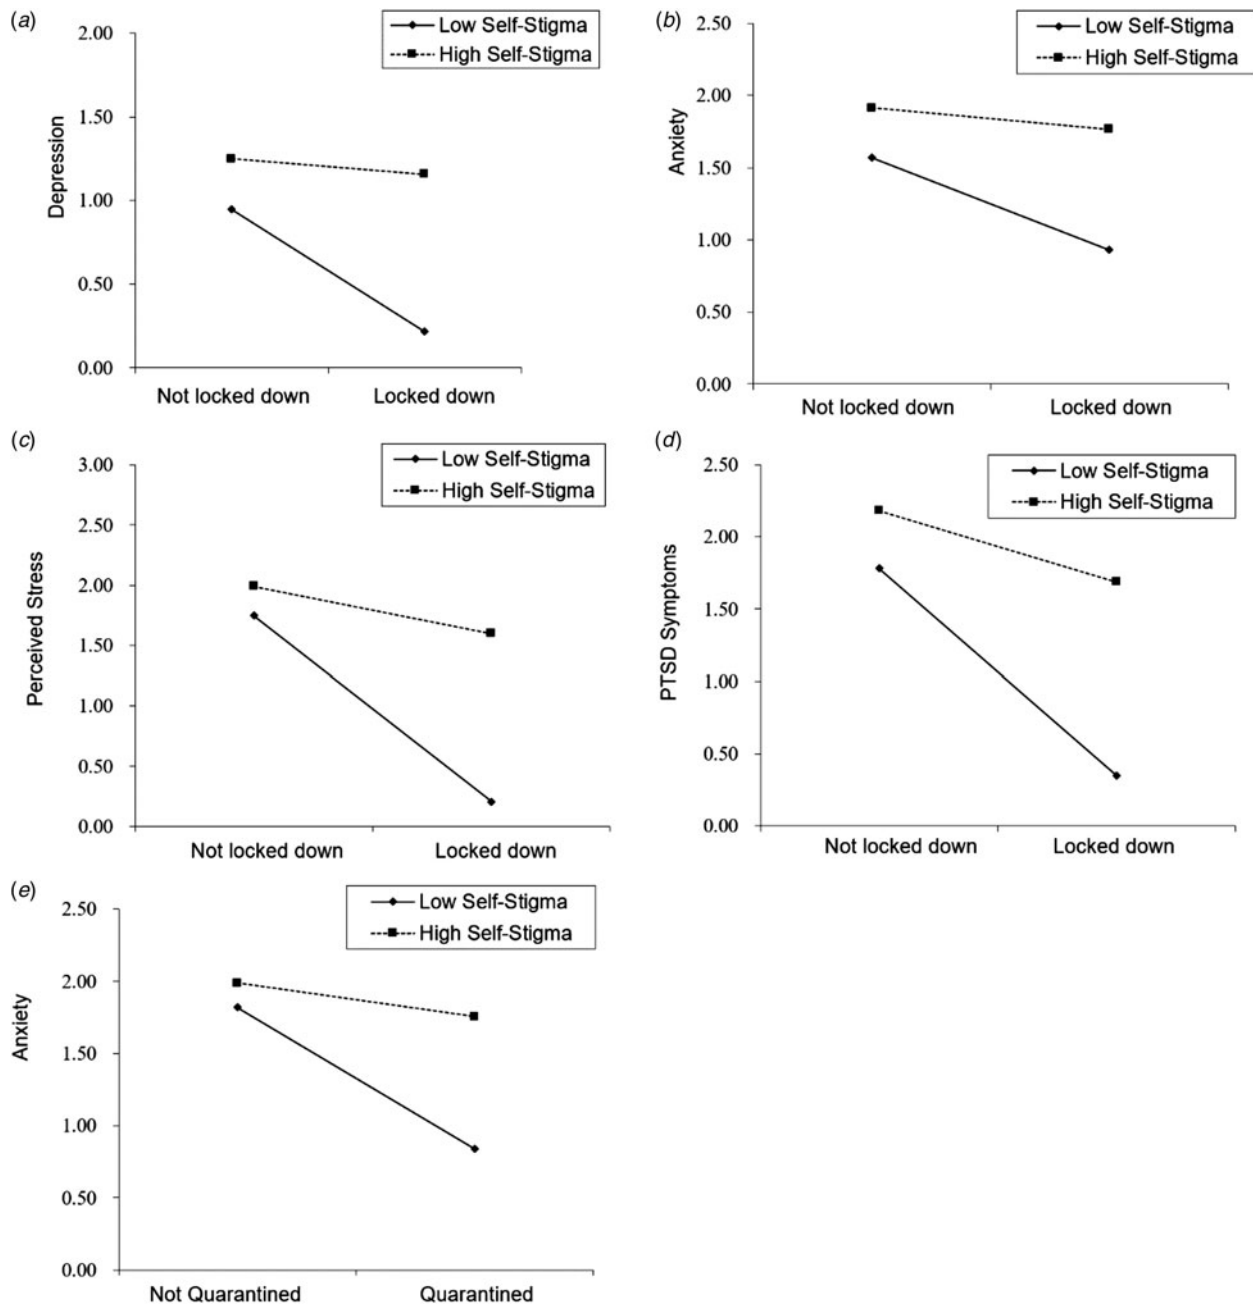 (a)
2.00
1.50
1.00
0.50
0.00
Depression
Low Self-Stigma
High Self-Stigma
Not locked down
Locked down
(b)
2.50
2.00
1.50
1.00
0.50
0.00
Anxiety
Low Self-Stigma
High Self-Stigma
Not locked down
Locked down
(c)
3.00
2.50
2.00
1.50
1.00
0.50
0.00
Perceived Stress
Low Self-Stigma
High Self-Stigma
Not locked down
Locked down
(d)
2.50
2.00
1.50
1.00
0.50
0.00
PTSD Symptoms
Low Self-Stigma
High Self-Stigma
Not locked down
Locked down
(e)
2.50
2.00
1.50
1.00
0.50
0.00
Anxiety
Low Self-Stigma
High Self-Stigma
Not Quarantined
Quarantined